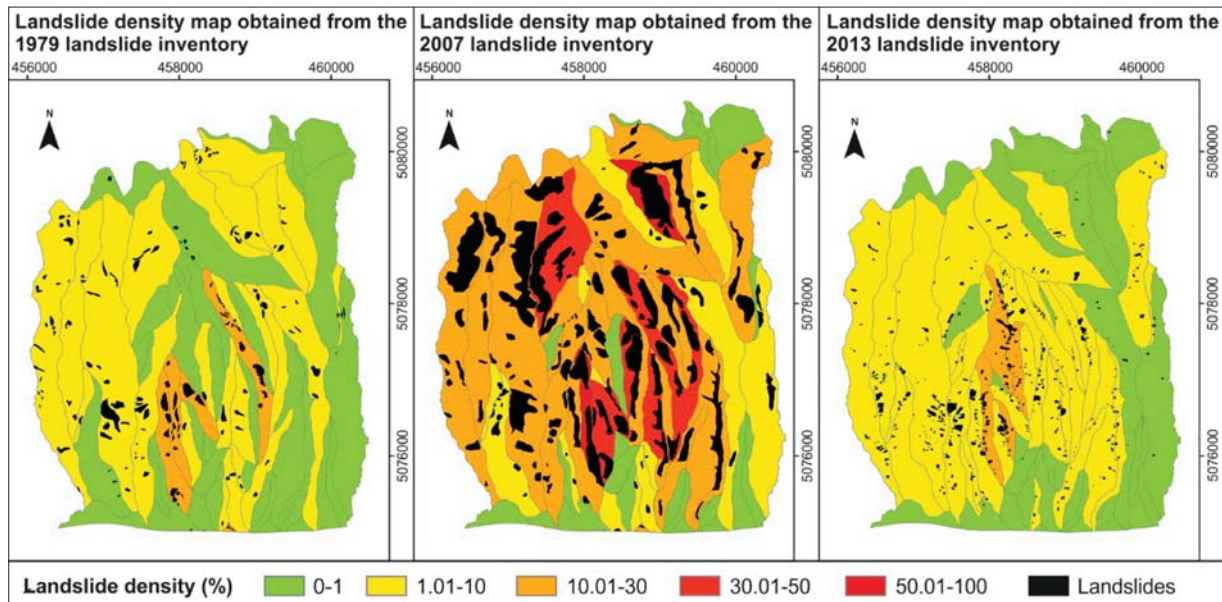 Landslide density map obtained from the
1979 landslide inventory
456000 458000 460000
N
5080000
5078000
5076000
Landslide density map obtained from the
2007 landslide inventory
456000 458000 460000
N
5080000
5078000
5076000
Landslide density map obtained from the
2013 landslide inventory
456000 458000 460000
N
5080000
5078000
5076000
Landslide density (%) 0-1 1.01-10 10.01-30 30.01-50 50.01-100 Landslides